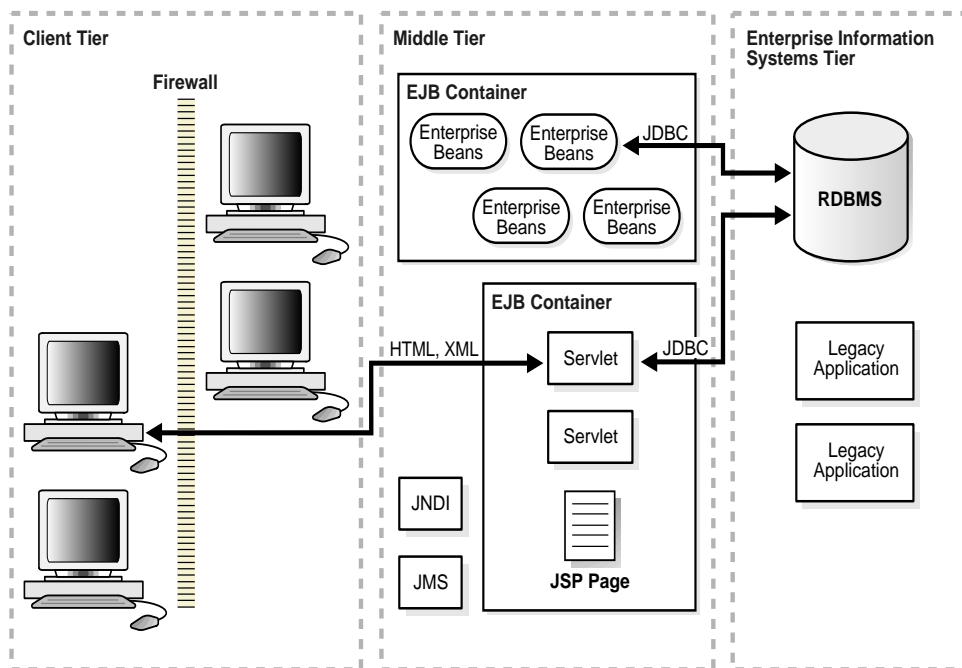 Client Tier
Firewall
Middle Tier
EJB Container
Enterprise
Beans
Enterprise
Beans
JDBC
Enterprise
Beans
Enterprise
Beans
EJB Container
HTML, XML
Servlet
JDBC
Servlet
JNDI
JMS
JSP Page
Enterprise Information
Systems Tier
RDBMS
Legacy
Application
Legacy
Application